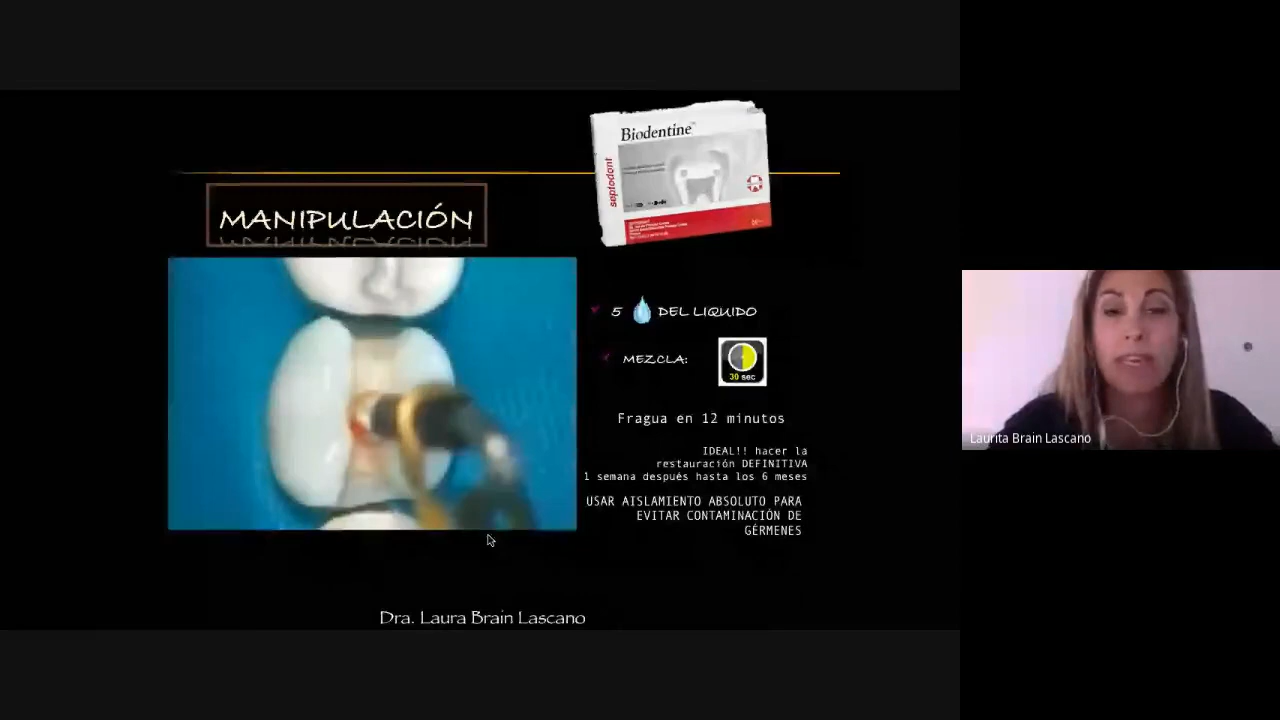 Biodentine™
septodont
MANIPULACIÓN
5 DEL LIQUIDO
MEZCLA:
30 sec
Fragua en 12 minutos
IDEAL!! hacer la
restauración DEFINITIVA
1 semana después hasta los 6 meses
USAR AISLAMIENTO ABSOLUTO PARA
EVITAR CONTAMINACIÓN DE
GÉRMENES
Laurita Brain Lascano
Dra. Laura Brain Lascano